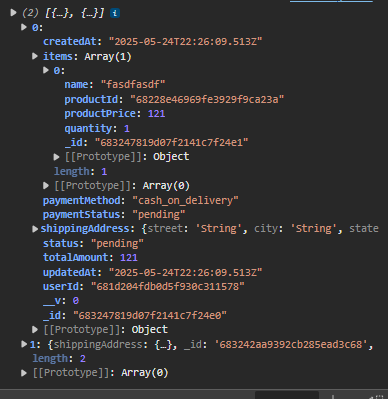 (2) [{…}, {…}] i
0:
createdAt: "2025-05-24T22:26:09.513Z"
items: Array(1)
0:
name: "fasdfasdf"
productId: "68228e46969fe3929f9ca23a"
productPrice: 121
quantity: 1
_id: "683247819d07f2141c7f24e1"
[[Prototype]]: Object
length: 1
[[Prototype]]: Array(0)
paymentMethod: "cash_on_delivery"
paymentStatus: "pending"
shippingAddress: {street: 'String', city: 'String', state
status: "pending"
totalAmount: 121
updatedAt: "2025-05-24T22:26:09.513Z"
userId: "681d204fdb0d5f930c311578"
__v: 0
_id: "683247819d07f2141c7f24e0"
[[Prototype]]: Object
1: {shippingAddress: {…}, _id: '683242aa9392cb285ead3c68',
length: 2
[[Prototype]]: Array(0)